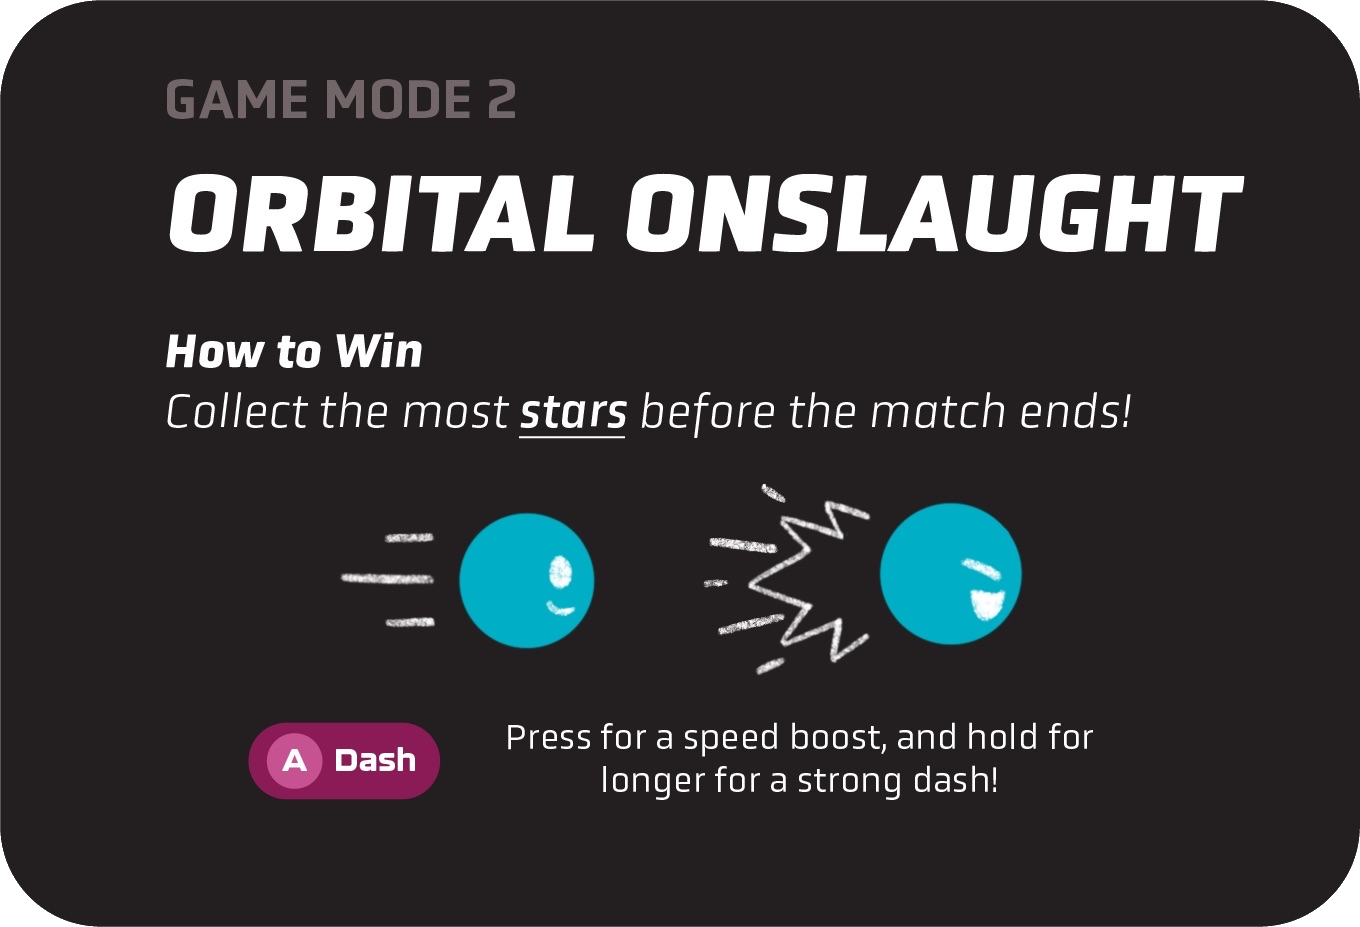 GAME MODE 2
ORBITAL ONSLAUGHT
How to Win
Collect the most stars before the match ends!
A Dash
Press for a speed boost, and hold for
longer for a strong dash!